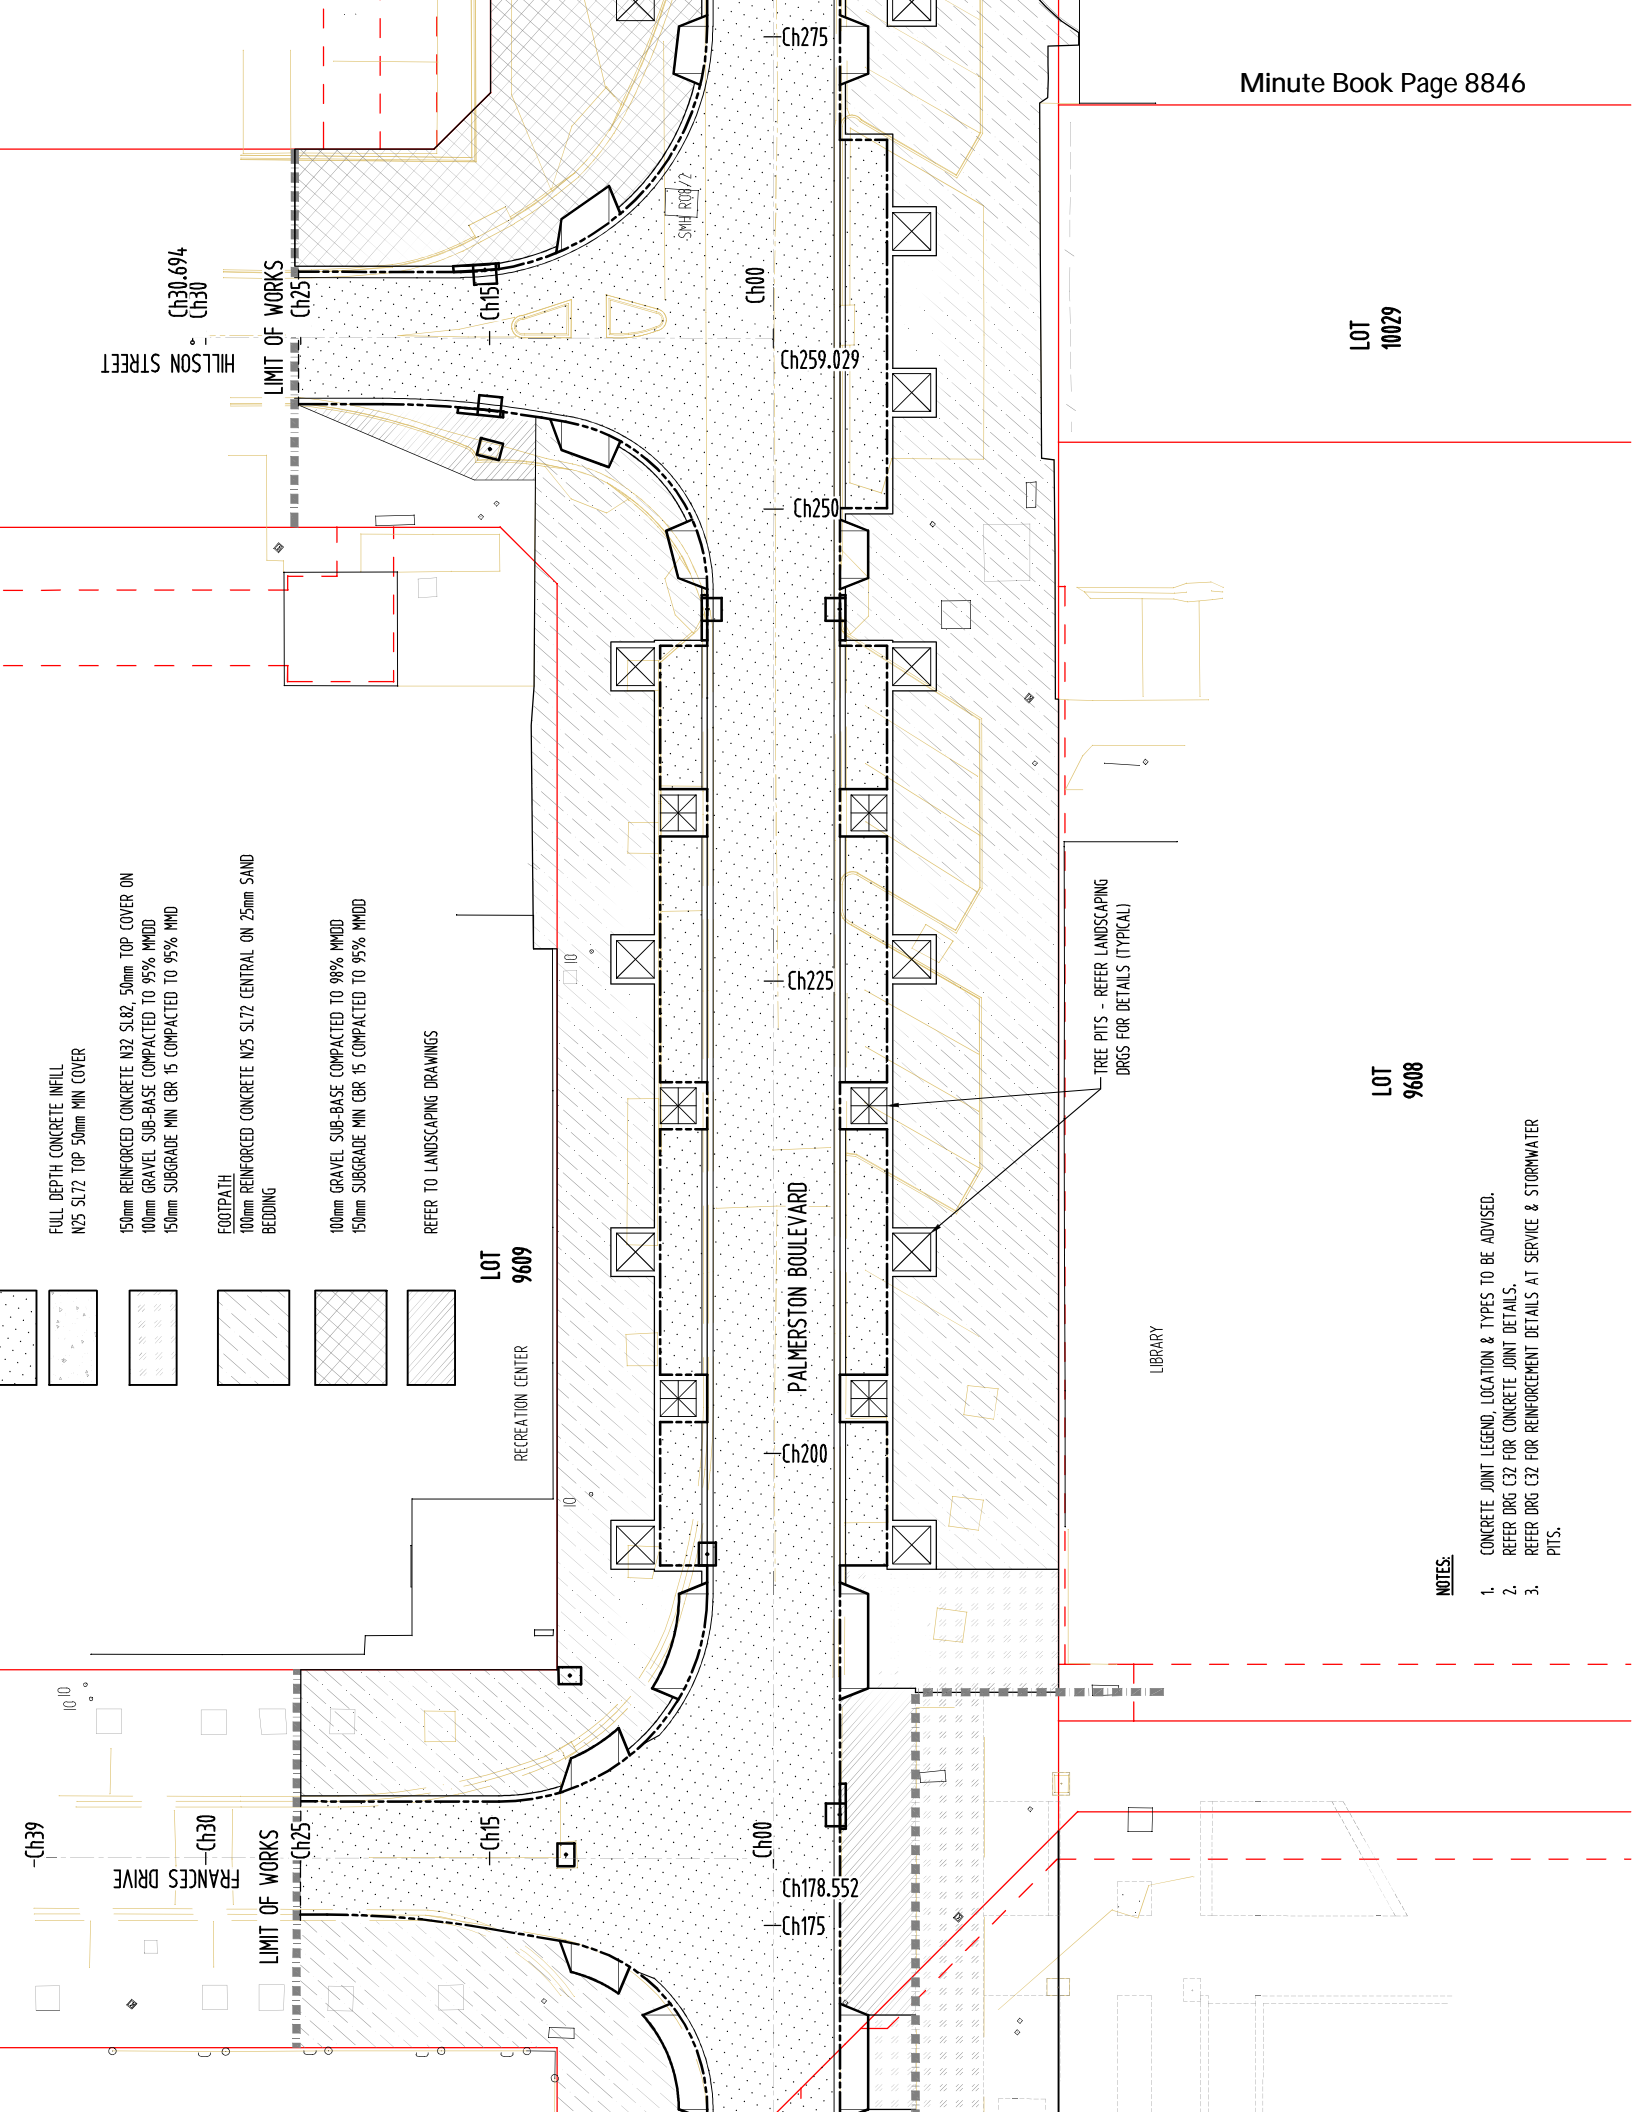 Minute Book Page 8846
Ch275
SMH R08/2
Ch30.694
Ch30
HILLSON STREET
LIMIT OF WORKS
Ch25
Ch15
Ch00
Ch259.029
Ch250
LOT
10029
FULL DEPTH CONCRETE INFILL
N25 SL72 TOP 50mm MIN COVER
150mm REINFORCED CONCRETE N32 SL82, 50mm TOP COVER ON
100mm GRAVEL SUB-BASE COMPACTED TO 95% MMDD
150mm SUBGRADE MIN CBR 15 COMPACTED TO 95% MMD
FOOTPATH
100mm REINFORCED CONCRETE N25 SL72 CENTRAL ON 25mm SAND
BEDDING
100mm GRAVEL SUB-BASE COMPACTED TO 98% MMDD
150mm SUBGRADE MIN CBR 15 COMPACTED TO 95% MMDD
REFER TO LANDSCAPING DRAWINGS
LOT
9609
RECREATION CENTER
IO
IO
Ch225
PALMERSTON BOULEVARD
Ch200
TREE PITS - REFER LANDSCAPING
DRGS FOR DETAILS (TYPICAL)
LOT
9608
LIBRARY
NOTES:
1. CONCRETE JOINT LEGEND, LOCATION & TYPES TO BE ADVISED.
2. REFER DRG C32 FOR CONCRETE JOINT DETAILS.
3. REFER DRG C32 FOR REINFORCEMENT DETAILS AT SERVICE & STORMWATER
PITS.
IO
IO
Ch39
Ch30
FRANCES DRIVE
LIMIT OF WORKS
Ch25
Ch15
Ch00
Ch178.552
Ch175